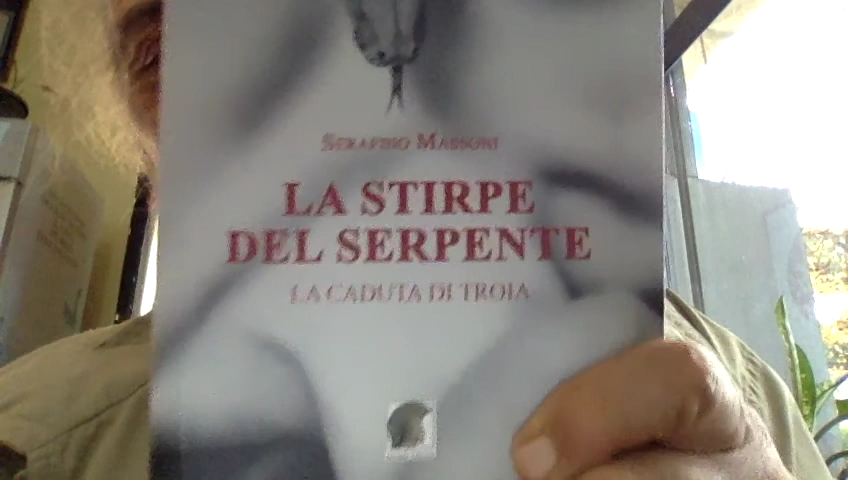 SERAFINO MASSONI
LA STIRPE
DEL SERPENTE
LA CADUTA DI TROIA